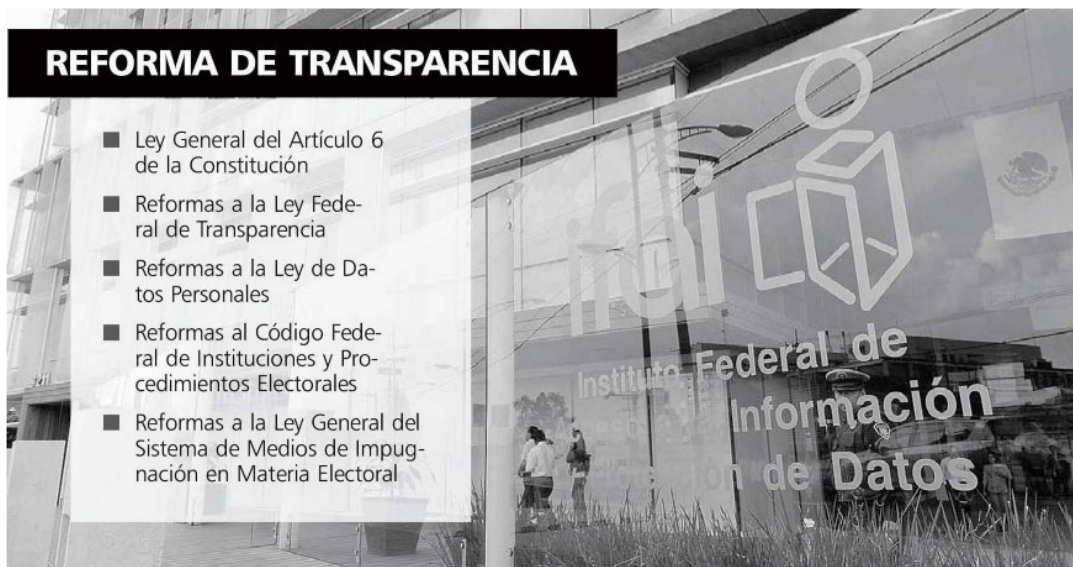 REFORMA DE TRANSPARENCIA
Ley General del Artículo 6
de la Constitución
Reformas a la Ley Fede-
ral de Transparencia
Reformas a la Ley de Da-
tos Personales
Reformas al Código Fede-
ral de Instituciones y Pro-
cedimientos Electorales
Reformas a la Ley General del
Sistema de Medios de Impug-
nación en Materia Electoral
ifai
Instituto Federal de
Información
de Datos